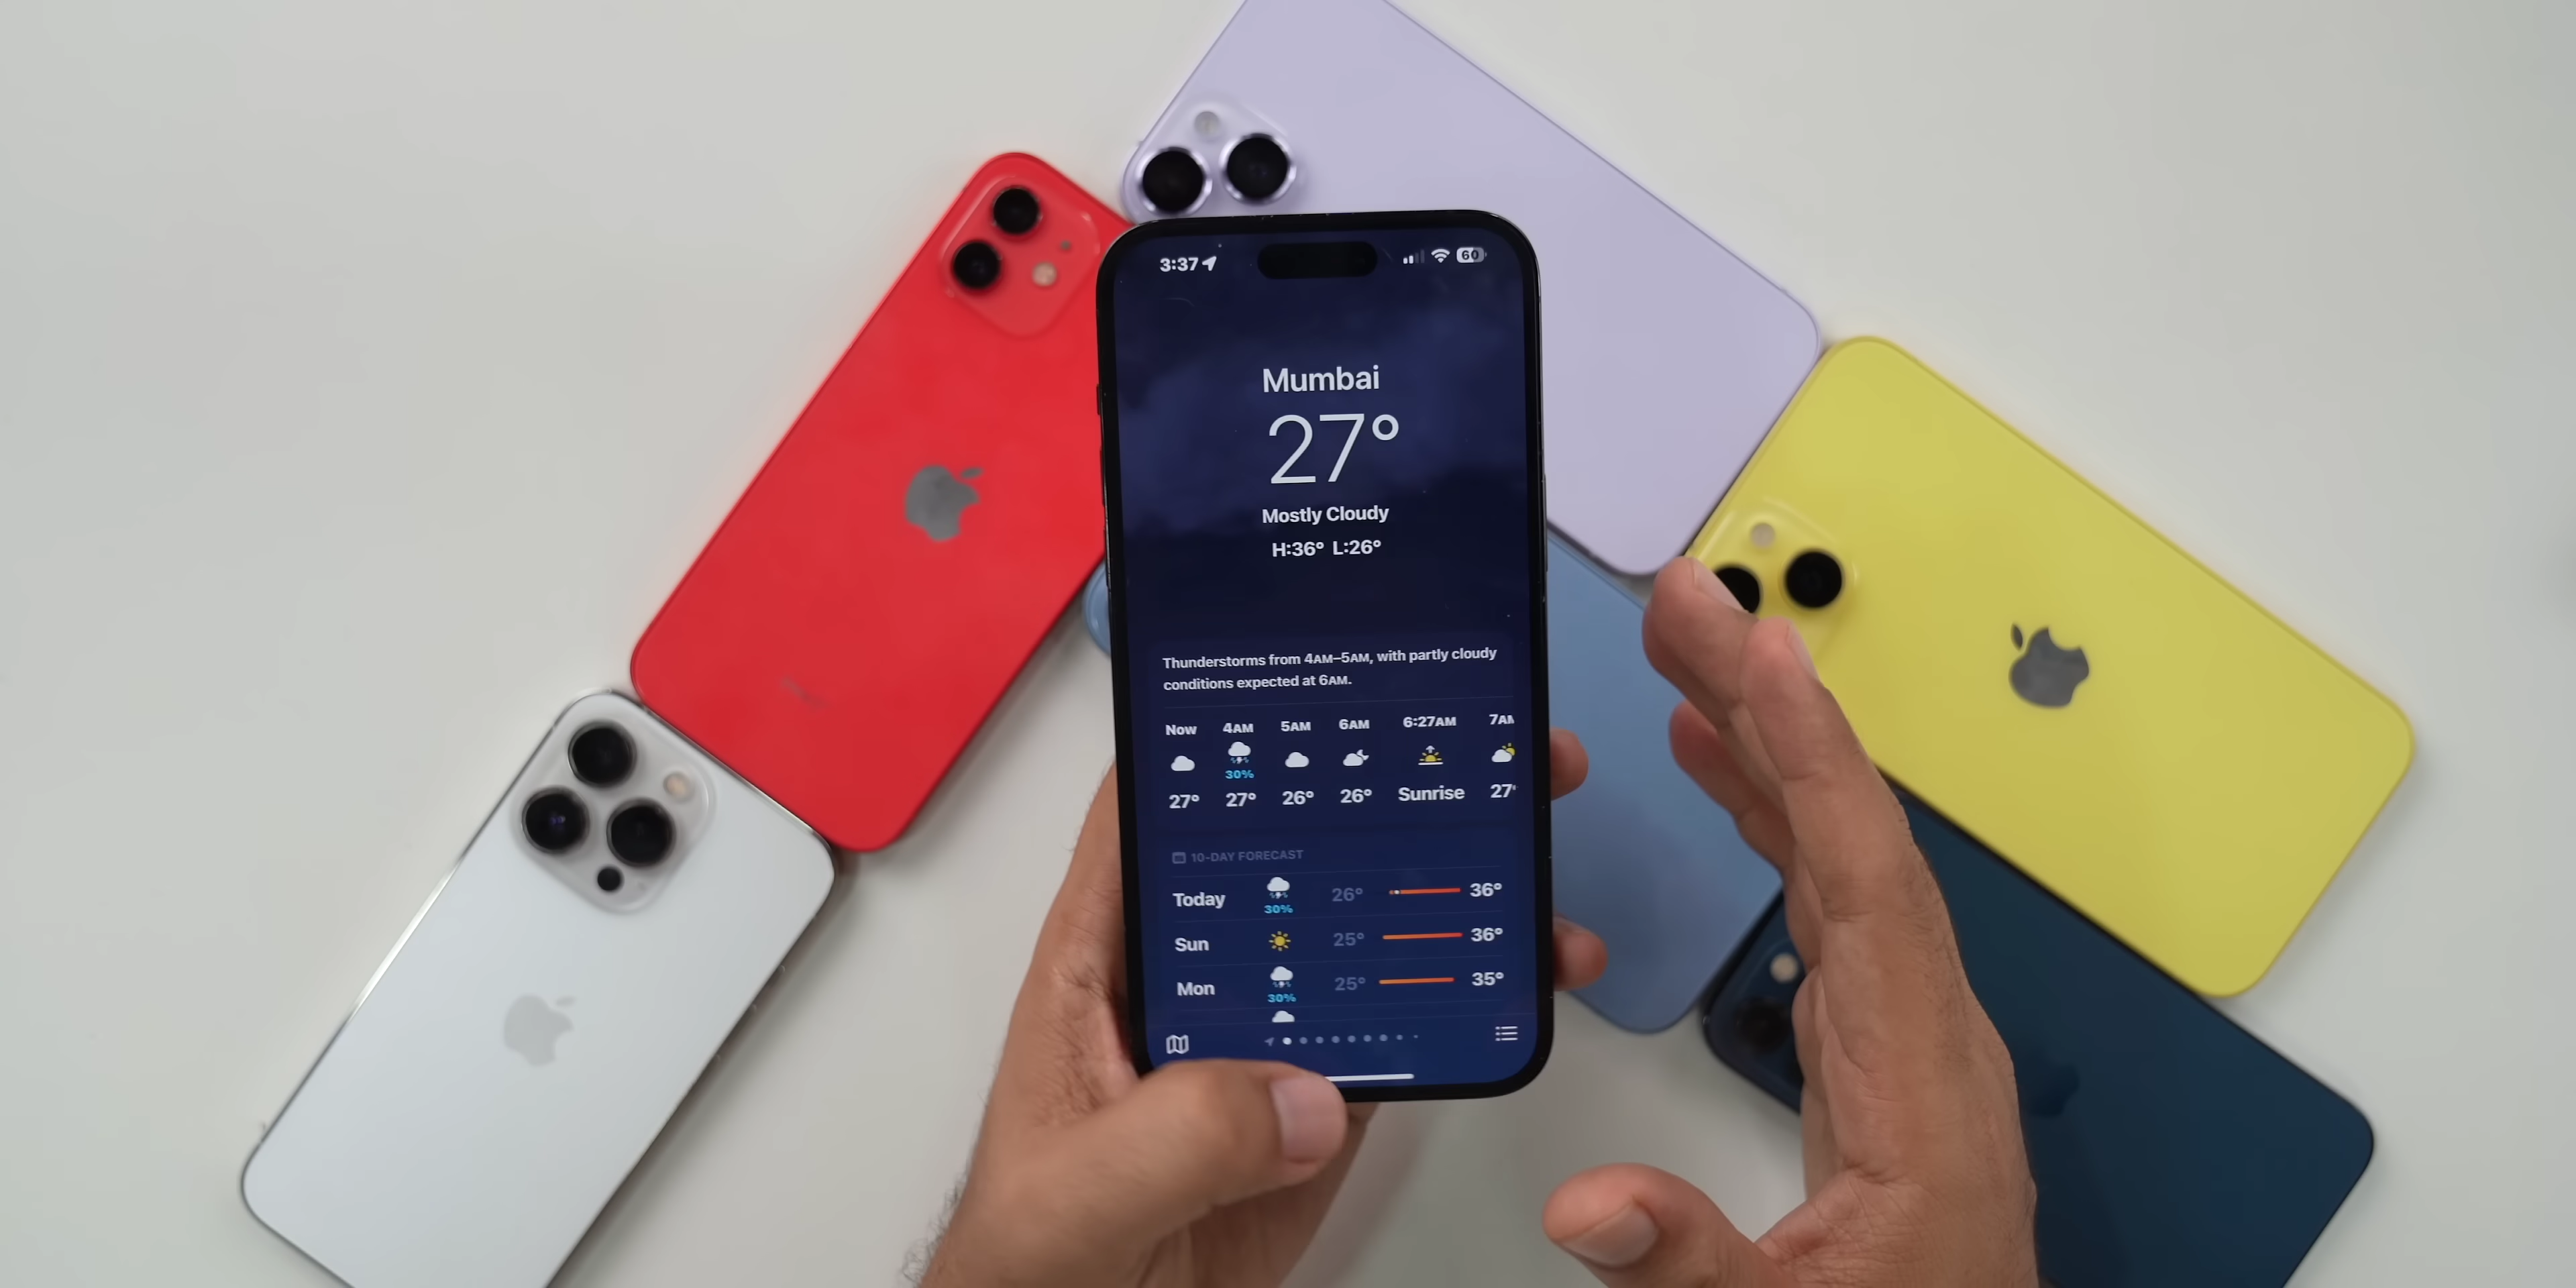 3:37 60
Mumbai
27°
Mostly Cloudy
H:36° L:26°
Thunderstorms from 4AM–5AM, with partly cloudy
conditions expected at 6AM.
Now 4AM 5AM 6AM 6:27AM 7AM
30%
27° 27° 26° 26° Sunrise 27°
10-DAY FORECAST
Today 26° 36°
30%
Sun 25° 36°
Mon 25° 35°
30%